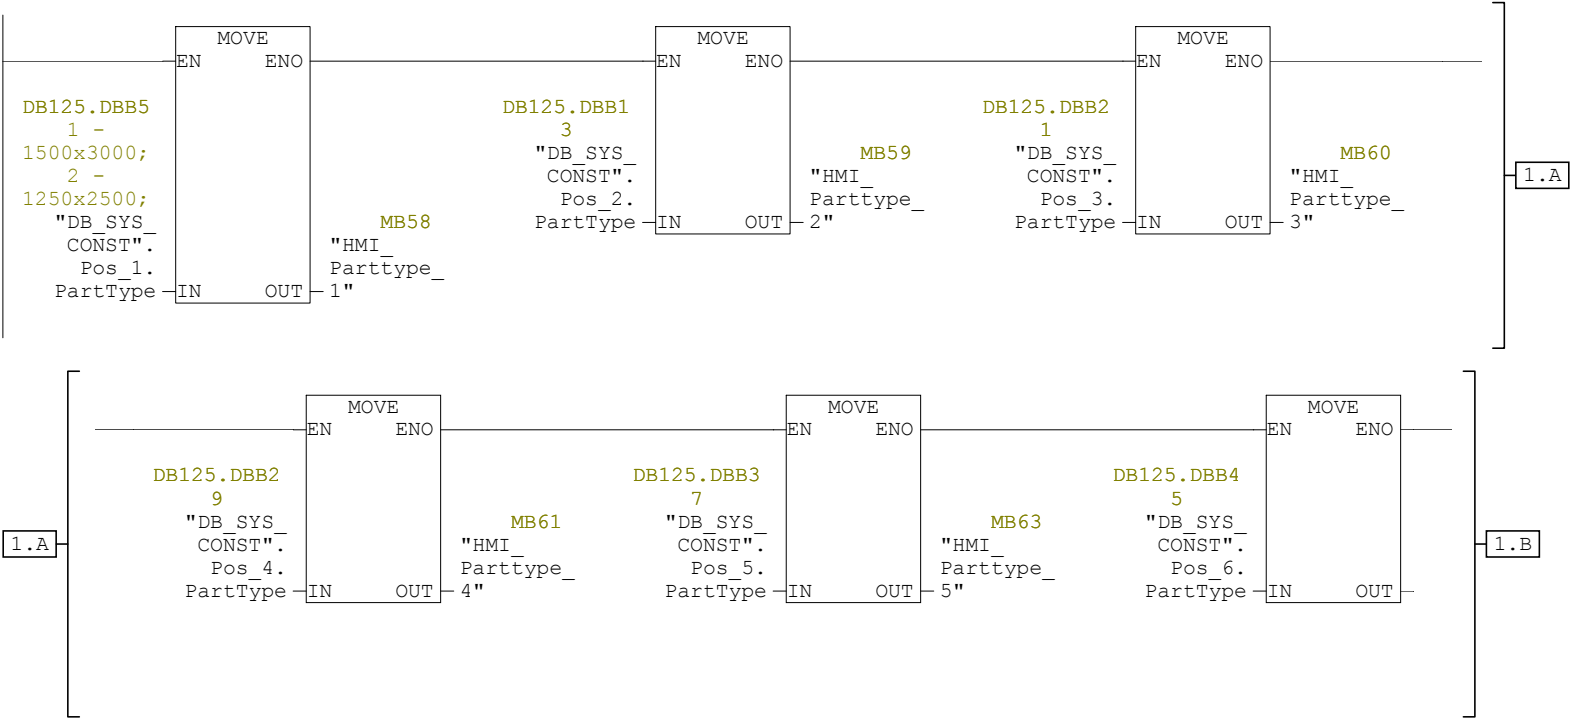 MOVE
EN ENO
DB125.DBB5
1 -
1500x3000;
2 -
1250x2500;
"DB_SYS_
CONST".
Pos_1.
PartType
IN OUT
MB58
"HMI_
Parttype_
1"
MOVE
EN ENO
DB125.DBB1
3
"DB_SYS_
CONST".
Pos_2.
PartType
IN OUT
MB59
"HMI_
Parttype_
2"
MOVE
EN ENO
DB125.DBB2
1
"DB_SYS_
CONST".
Pos_3.
PartType
IN OUT
MB60
"HMI_
Parttype_
3"
1.A
1.A
MOVE
EN ENO
DB125.DBB2
9
"DB_SYS_
CONST".
Pos_4.
PartType
IN OUT
MB61
"HMI_
Parttype_
4"
MOVE
EN ENO
DB125.DBB3
7
"DB_SYS_
CONST".
Pos_5.
PartType
IN OUT
MB63
"HMI_
Parttype_
5"
MOVE
EN ENO
DB125.DBB4
5
"DB_SYS_
CONST".
Pos_6.
PartType
IN OUT
1.B